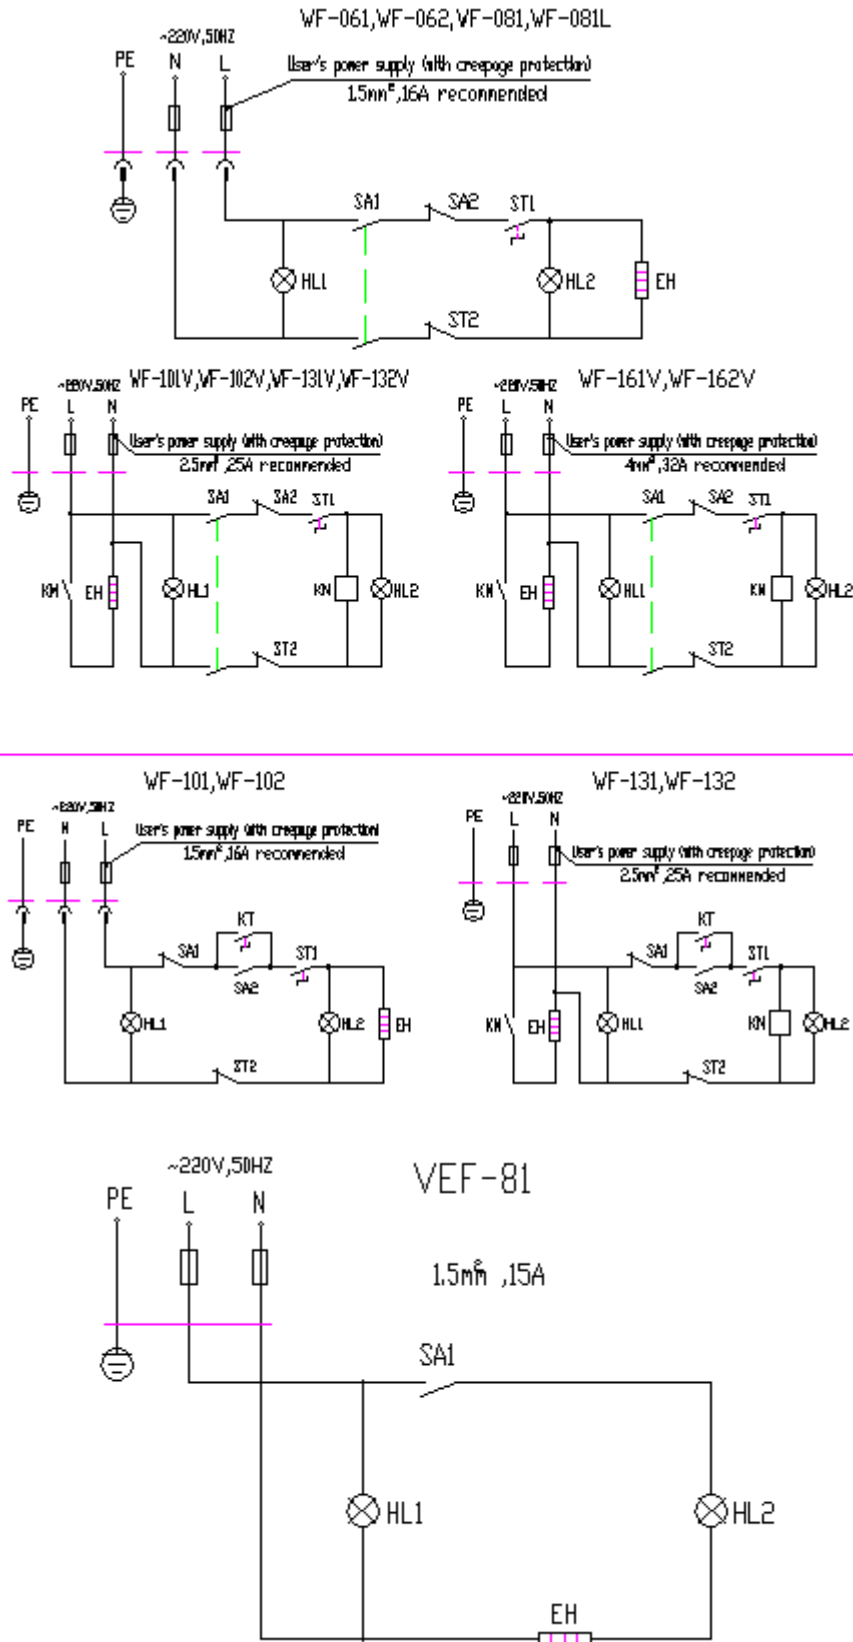 WF-061,WF-062,WF-081,WF-081L
~220V,50HZ
PE N L User's power supply (with creepage protection)
1.5mm²,16A recommended
SA1 SA2 ST1
HL1 HL2 EH
ST2
~220V,50HZ WF-101V,WF-102V,WF-131V,WF-132V
PE L N
User's power supply (with creepage protection)
2.5mm²,25A recommended
SA1 SA2 ST1
KM EH HL1 KM HL2
ST2
~220V,50HZ WF-161V,WF-162V
PE L N
User's power supply (with creepage protection)
4mm²,32A recommended
SA1 SA2 ST1
KM EH HL1 KM HL2
ST2
WF-101,WF-102
~220V,50HZ
PE N L User's power supply (with creepage protection)
1.5mm²,16A recommended
KT
SA1 ST1
SA2
HL1 HL2 EH
ST2
WF-131,WF-132
~220V,50HZ
PE L N
User's power supply (with creepage protection)
2.5mm²,25A recommended
KT
SA1 ST1
SA2
KM EH HL1 KM HL2
ST2
~220V,50HZ VEF-81
PE L N
1.5mm²,15A
SA1
HL1 HL2
EH